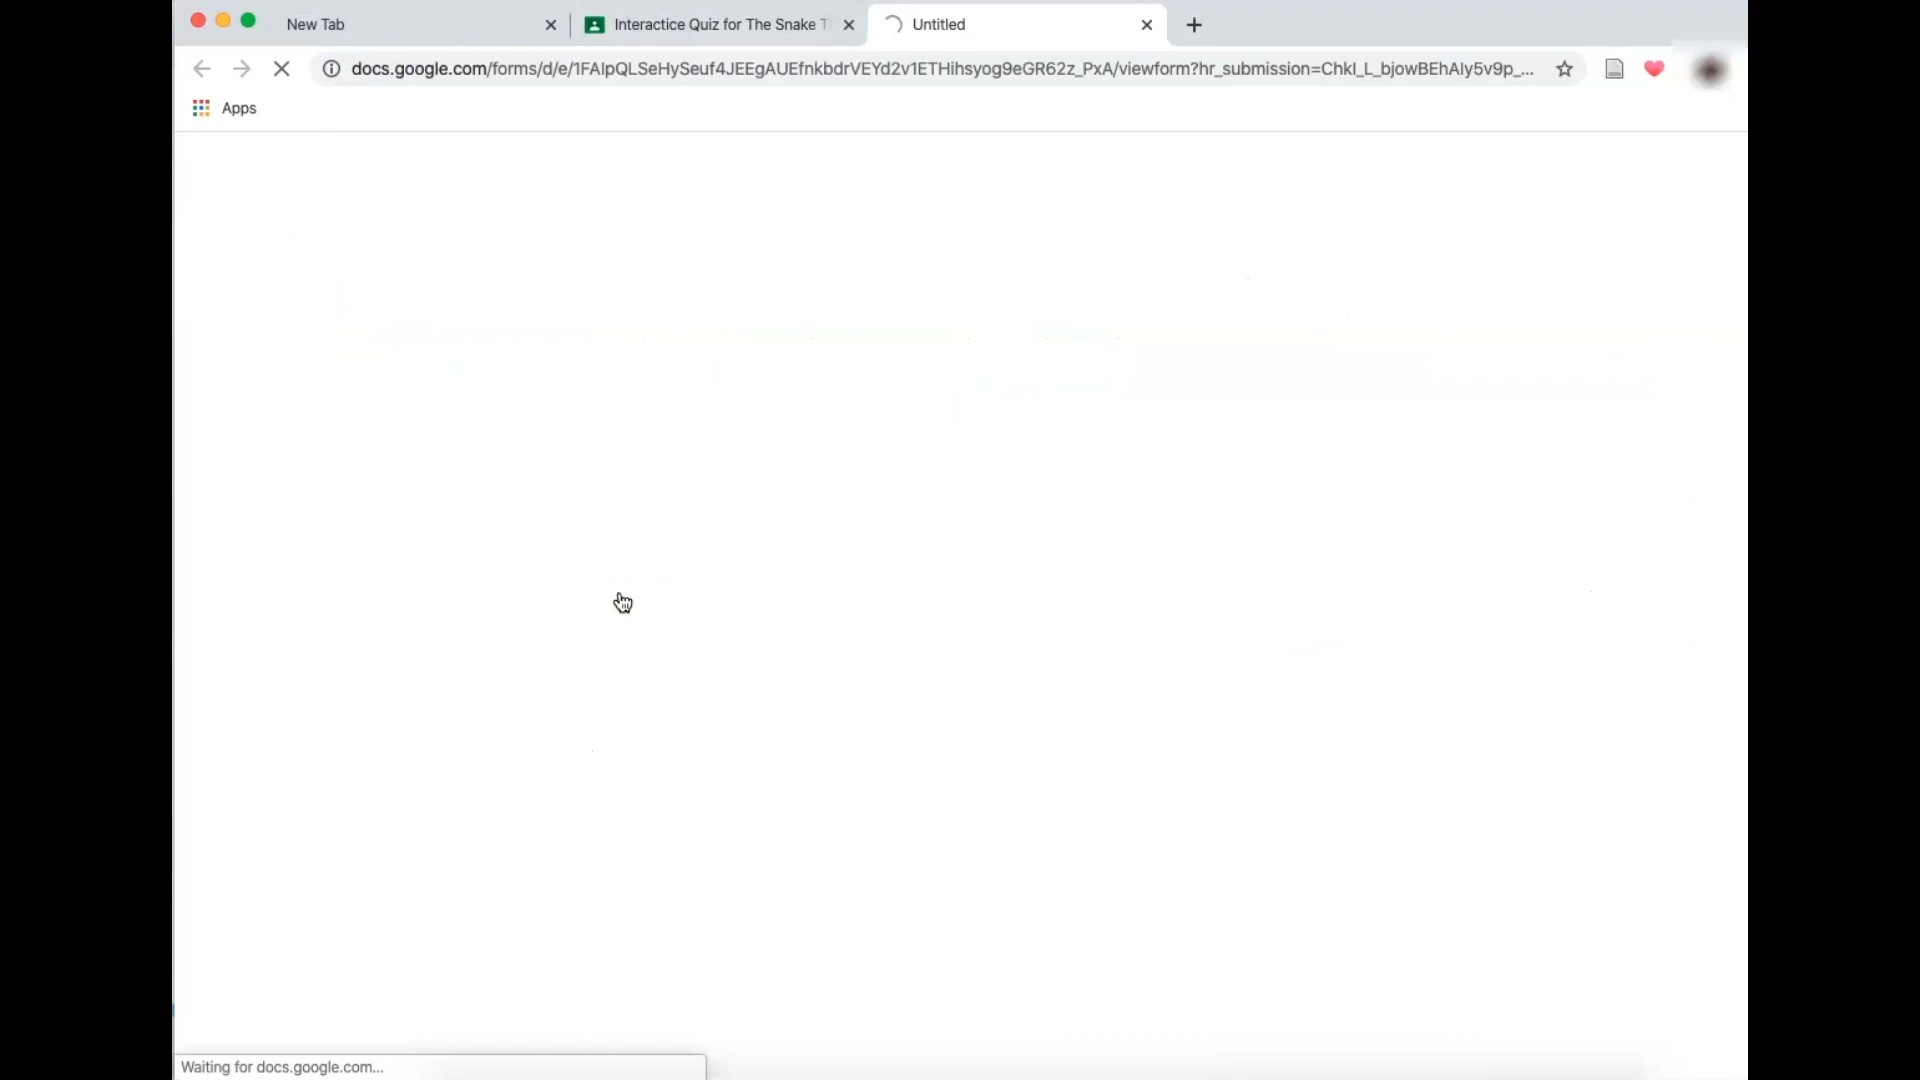 New Tab
Interactice Quiz for The Snake T
Untitled
docs.google.com/forms/d/e/1FAIpQLSeHySeuf4JEEgAUEfnkbdrVEYd2v1ETHihsyog9eGR62z_PxA/viewform?hr_submission=ChkI_L_bjowBEhAIy5v9p_...
Apps
Waiting for docs.google.com...